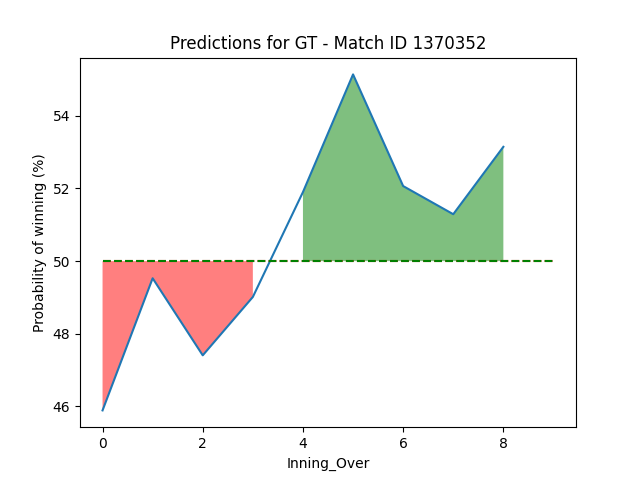 Predictions for GT - Match ID 1370352
Probability of winning (%)
54
52
50
48
46
0 2 4 6 8
Inning_Over